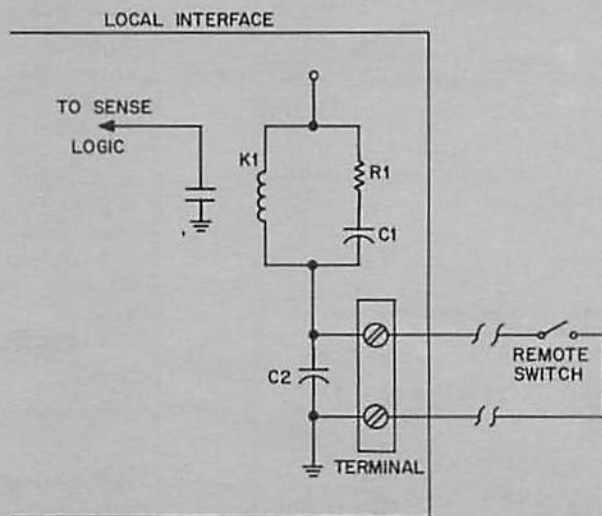 LOCAL INTERFACE
TO SENSE
LOGIC
K1
R1
C1
C2
REMOTE
SWITCH
TERMINAL